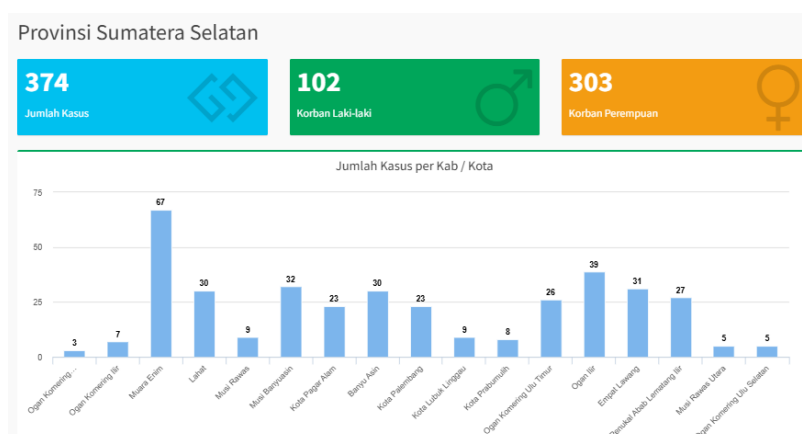 Provinsi Sumatera Selatan
374
Jumlah Kasus
102
Korban Laki-laki
303
Korban Perempuan
Jumlah Kasus per Kab / Kota
75
50
25
0
3
7
67
30
9
32
23
30
23
9
8
26
39
31
27
5
5
Ogan Komering...
Ogan Komering Ilir
Muara Enim
Lahat
Musi Rawas
Musi Banyuasin
Kota Pagar Alam
Banyu Asin
Kota Palembang
Kota Lubuk Linggau
Kota Prabumulih
Ogan Komering Ulu Timur
Ogan Ilir
Empat Lawang
Penukal Abab Lematang Ilir
Musi Rawas Utara
Ogan Komering Ulu Selatan